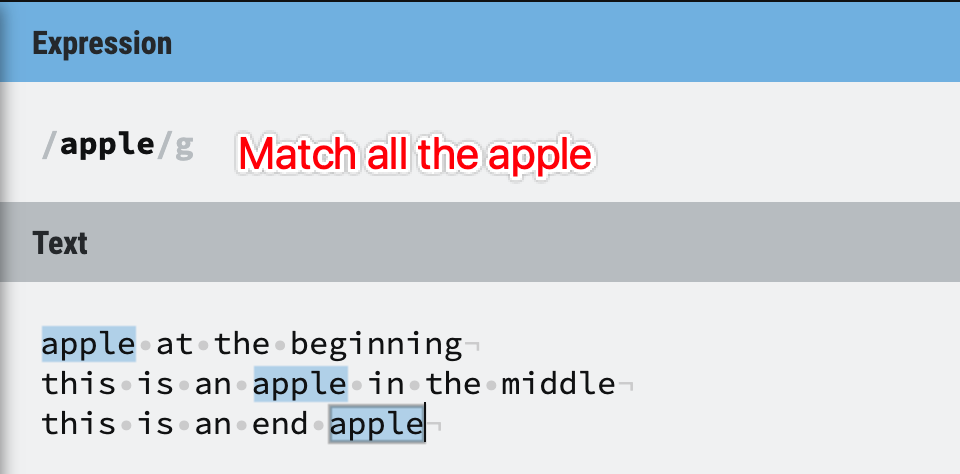 Expression
/apple/g
Match all the apple
Text
apple at the beginning
this is an apple in the middle
this is an end apple